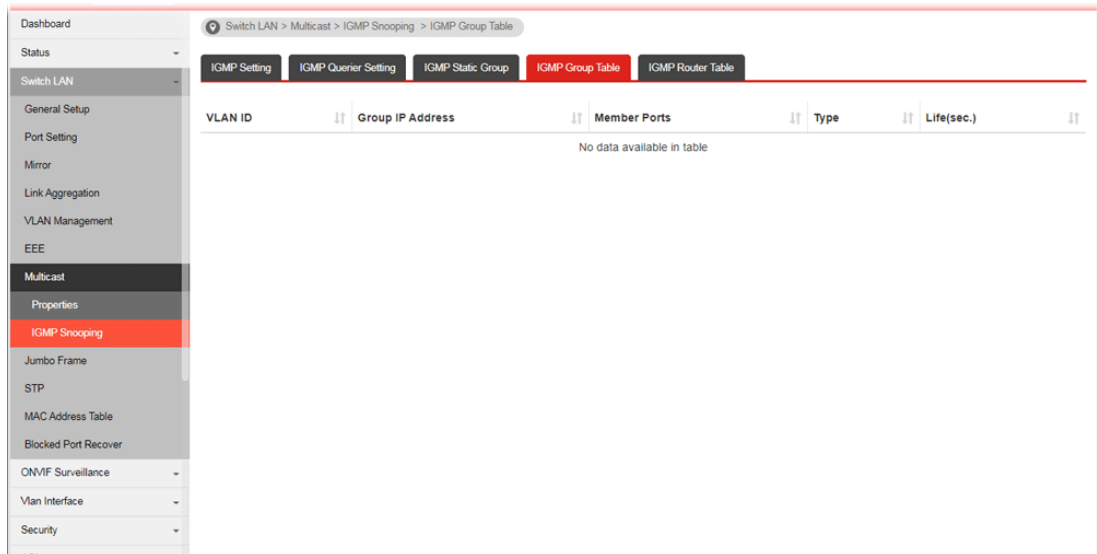 Dashboard
Switch LAN > Multicast > IGMP Snooping > IGMP Group Table
Status
Switch LAN
IGMP Setting
IGMP Querier Setting
IGMP Static Group
IGMP Group Table
IGMP Router Table
General Setup
VLAN ID
Group IP Address
Member Ports
Type
Life(sec.)
Port Setting
No data available in table
Mirror
Link Aggregation
VLAN Management
EEE
Multicast
Properties
IGMP Snooping
Jumbo Frame
STP
MAC Address Table
Blocked Port Recover
ONVIF Surveillance
Vlan Interface
Security